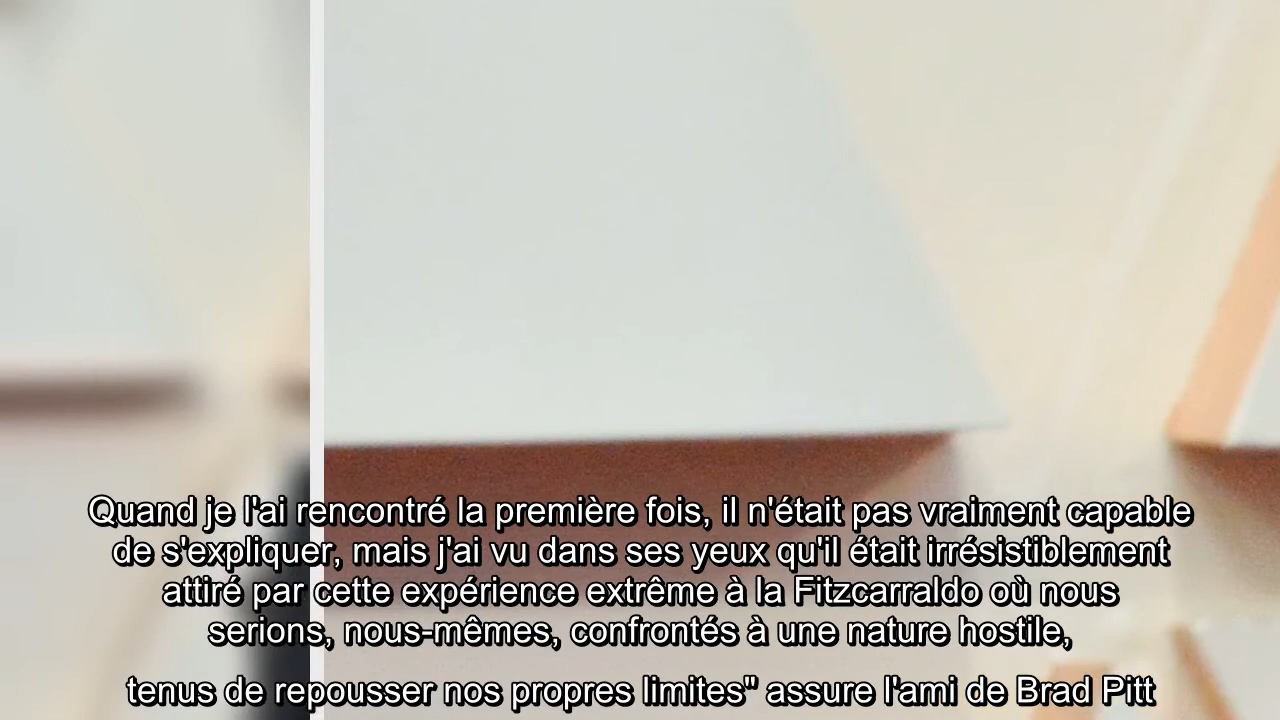 Quand je l'ai rencontré la première fois, il n'était pas vraiment capable
de s'expliquer, mais j'ai vu dans ses yeux qu'il était irrésistiblement
attiré par cette expérience extrême à la Fitzcarraldo où nous
serions, nous-mêmes, confrontés à une nature hostile,
tenus de repousser nos propres limites" assure l'ami de Brad Pitt